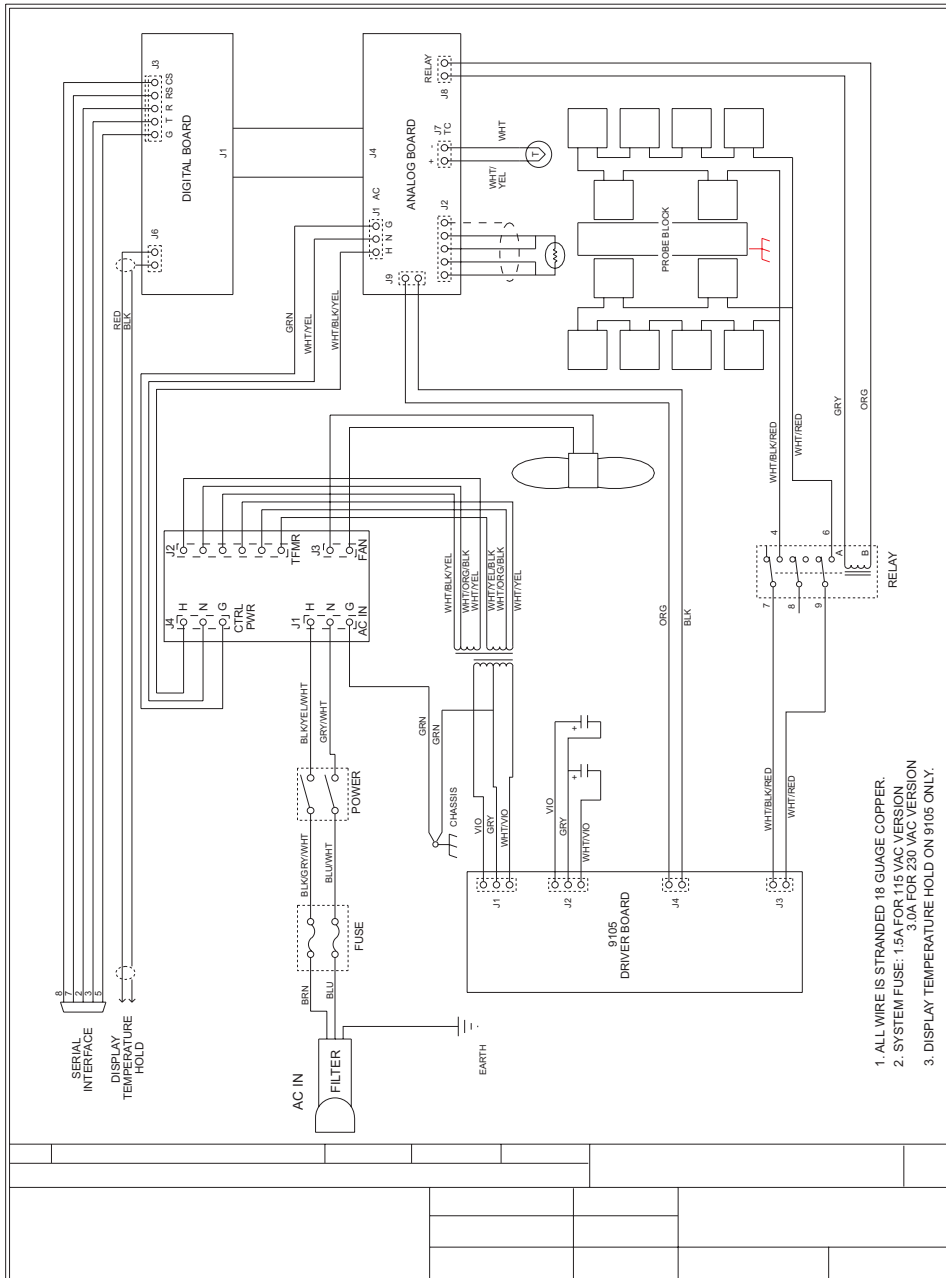 SERIAL
INTERFACE
8
7
2
3
5
DISPLAY
TEMPERATURE
HOLD
RED
BLK
J3
CS
RS
R
T
G
DIGITAL BOARD
J1
J6
J4
ANALOG BOARD
J1 AC
H
N
G
J9
J2
J7
TC
+ -
J8
RELAY
WHT
WHT/
YEL
T
GRN
WHT/YEL
WHT/BLK/YEL
PROBE BLOCK
J4
H
N
G
CTRL
PWR
J1
H
N
G
AC IN
J2
TFMR
J3
FAN
WHT/BLK/YEL
WHT/ORG/BLK
WHT/YEL
WHT/YEL/BLK
WHT/ORG/BLK
WHT/YEL
AC IN
FILTER
BRN
BLU
EARTH
FUSE
BLK/GRY/WHT
BLU/WHT
POWER
BLK/YEL/WHT
GRY/WHT
GRN
GRN
CHASSIS
VIO
GRY
WHT/VIO
VIO
GRY
WHT/VIO
+
+
ORG
BLK
WHT/BLK/RED
WHT/RED
9105
DRIVER BOARD
J1
J2
J4
J3
WHT/BLK/RED
WHT/RED
GRY
ORG
4
6
A
B
7
8
9
RELAY
1. ALL WIRE IS STRANDED 18 GUAGE COPPER.
2. SYSTEM FUSE: 1.5A FOR 115 VAC VERSION
3.0A FOR 230 VAC VERSION
3. DISPLAY TEMPERATURE HOLD ON 9105 ONLY.